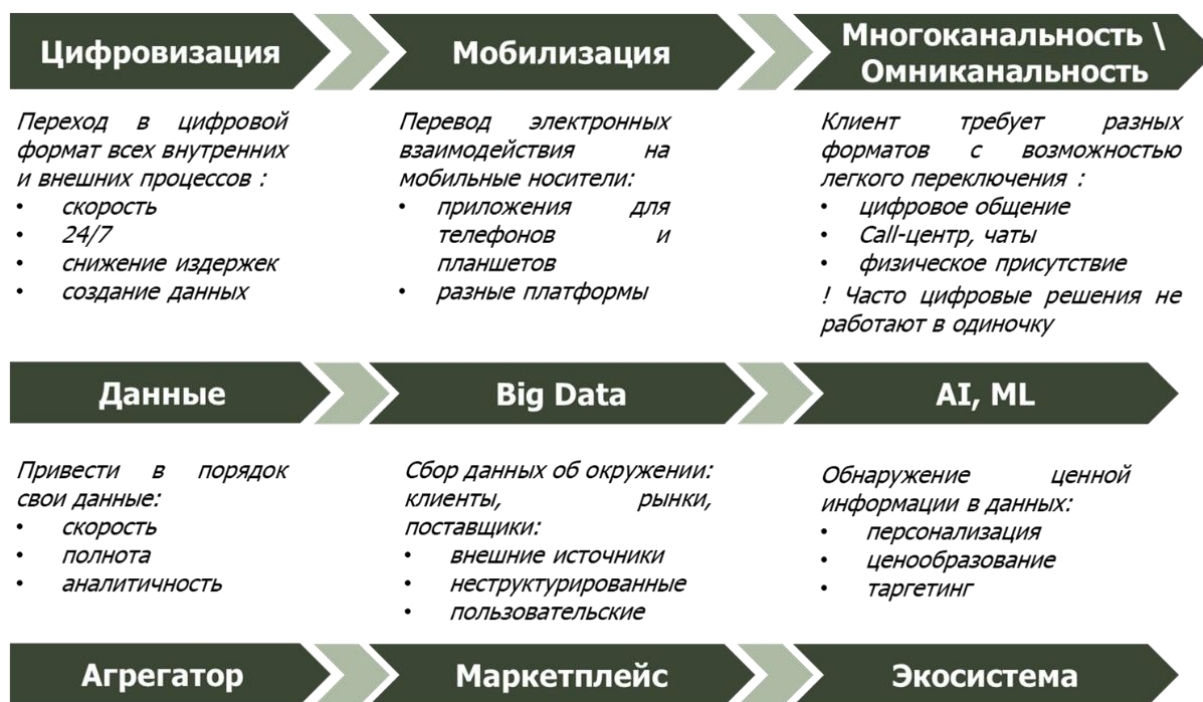 Цифровизация
Мобилизация
Многоканальность \
Омниканальность
Переход в цифровой
формат всех внутренних
и внешних процессов :
• скорость
• 24/7
• снижение издержек
• создание данных
Перевод электронных
взаимодействия на
мобильные носители:
• приложения для
телефонов и
планшетов
• разные платформы
Клиент требует разных
форматов с возможностью
легкого переключения :
• цифровое общение
• Call-центр, чаты
• физическое присутствие
! Часто цифровые решения не
работают в одиночку
Данные
Big Data
AI, ML
Привести в порядок
свои данные:
• скорость
• полнота
• аналитичность
Сбор данных об окружении:
клиенты, рынки,
поставщики:
• внешние источники
• неструктурированные
• пользовательские
Обнаружение ценной
информации в данных:
• персонализация
• ценообразование
• таргетинг
Агрегатор
Маркетплейс
Экосистема